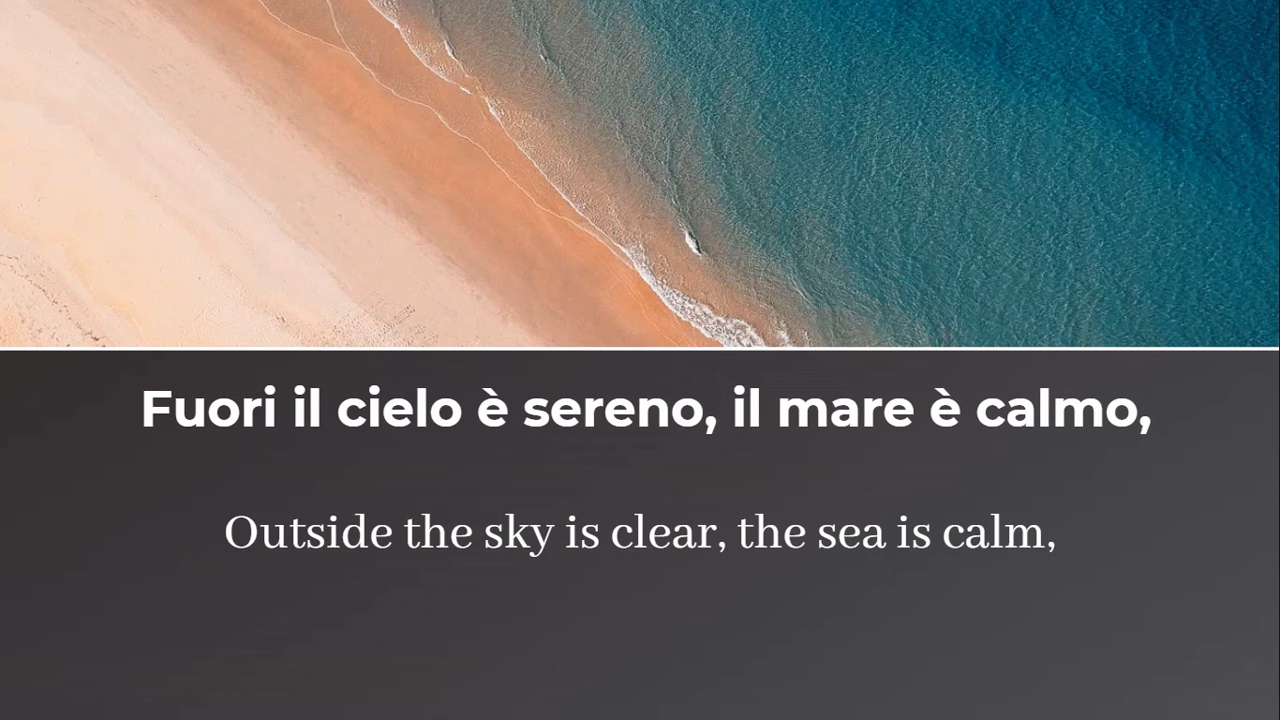 Fuori il cielo è sereno, il mare è calmo,
Outside the sky is clear, the sea is calm,